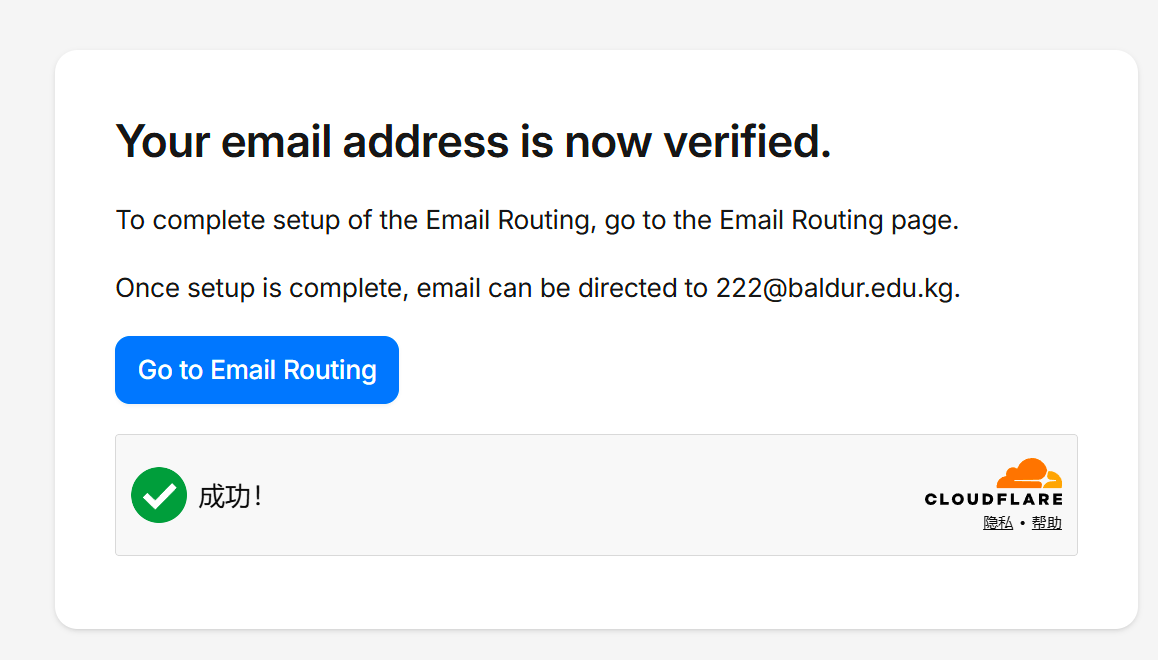 Your email address is now verified.
To complete setup of the Email Routing, go to the Email Routing page.
Once setup is complete, email can be directed to 222@baldur.edu.kg.
Go to Email Routing
成功！
CLOUDFLARE
隐私 • 帮助